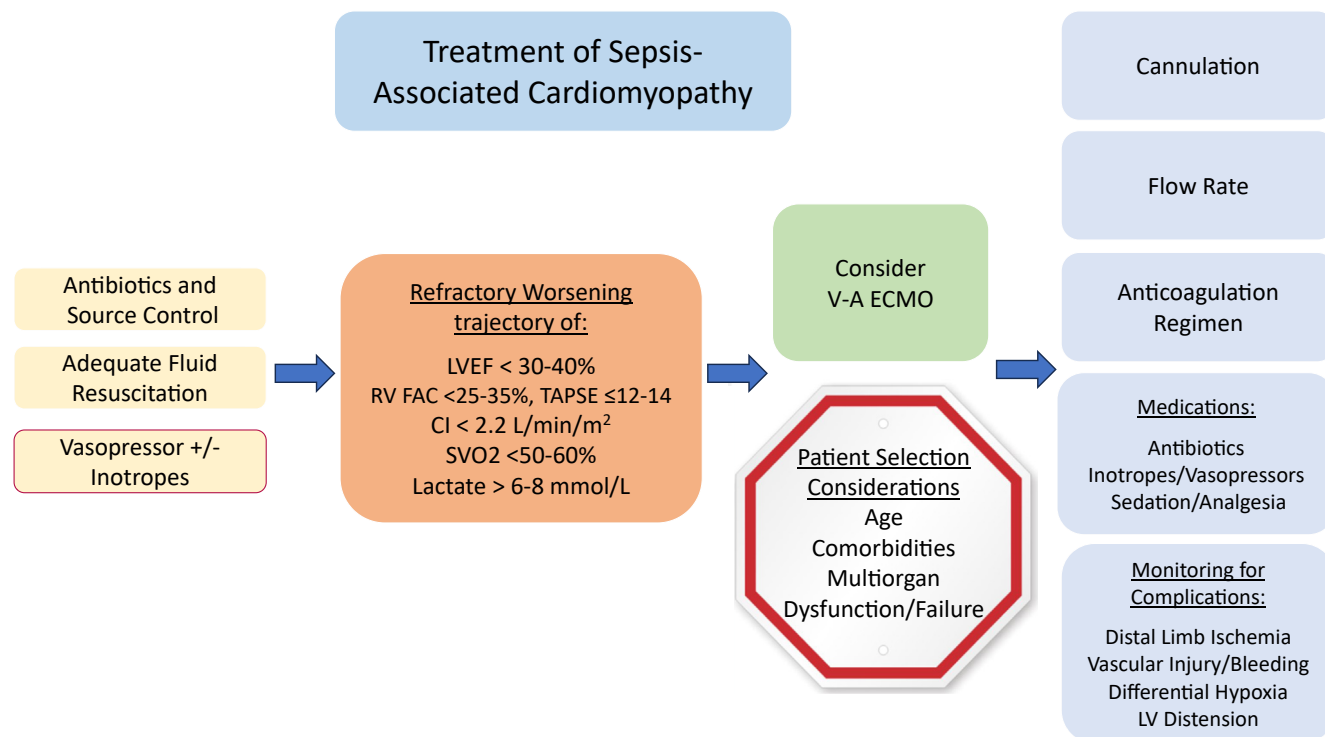 Treatment of Sepsis-
Associated Cardiomyopathy
Antibiotics and
Source Control
Adequate Fluid
Resuscitation
Vasopressor +/-
Inotropes
Refractory Worsening
trajectory of:
LVEF < 30-40%
RV FAC <25-35%, TAPSE ≤12-14
CI < 2.2 L/min/m²
SVO2 <50-60%
Lactate > 6-8 mmol/L
Consider
V-A ECMO
Patient Selection
Considerations
Age
Comorbidities
Multiorgan
Dysfunction/Failure
Cannulation
Flow Rate
Anticoagulation
Regimen
Medications:
Antibiotics
Inotropes/Vasopressors
Sedation/Analgesia
Monitoring for
Complications:
Distal Limb Ischemia
Vascular Injury/Bleeding
Differential Hypoxia
LV Distension